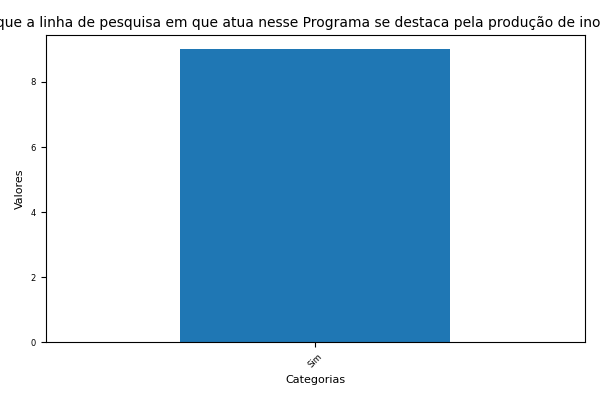 que a linha de pesquisa em que atua nesse Programa se destaca pela produção de ino
8
6
4
2
0
Valores
Sim
Categorias